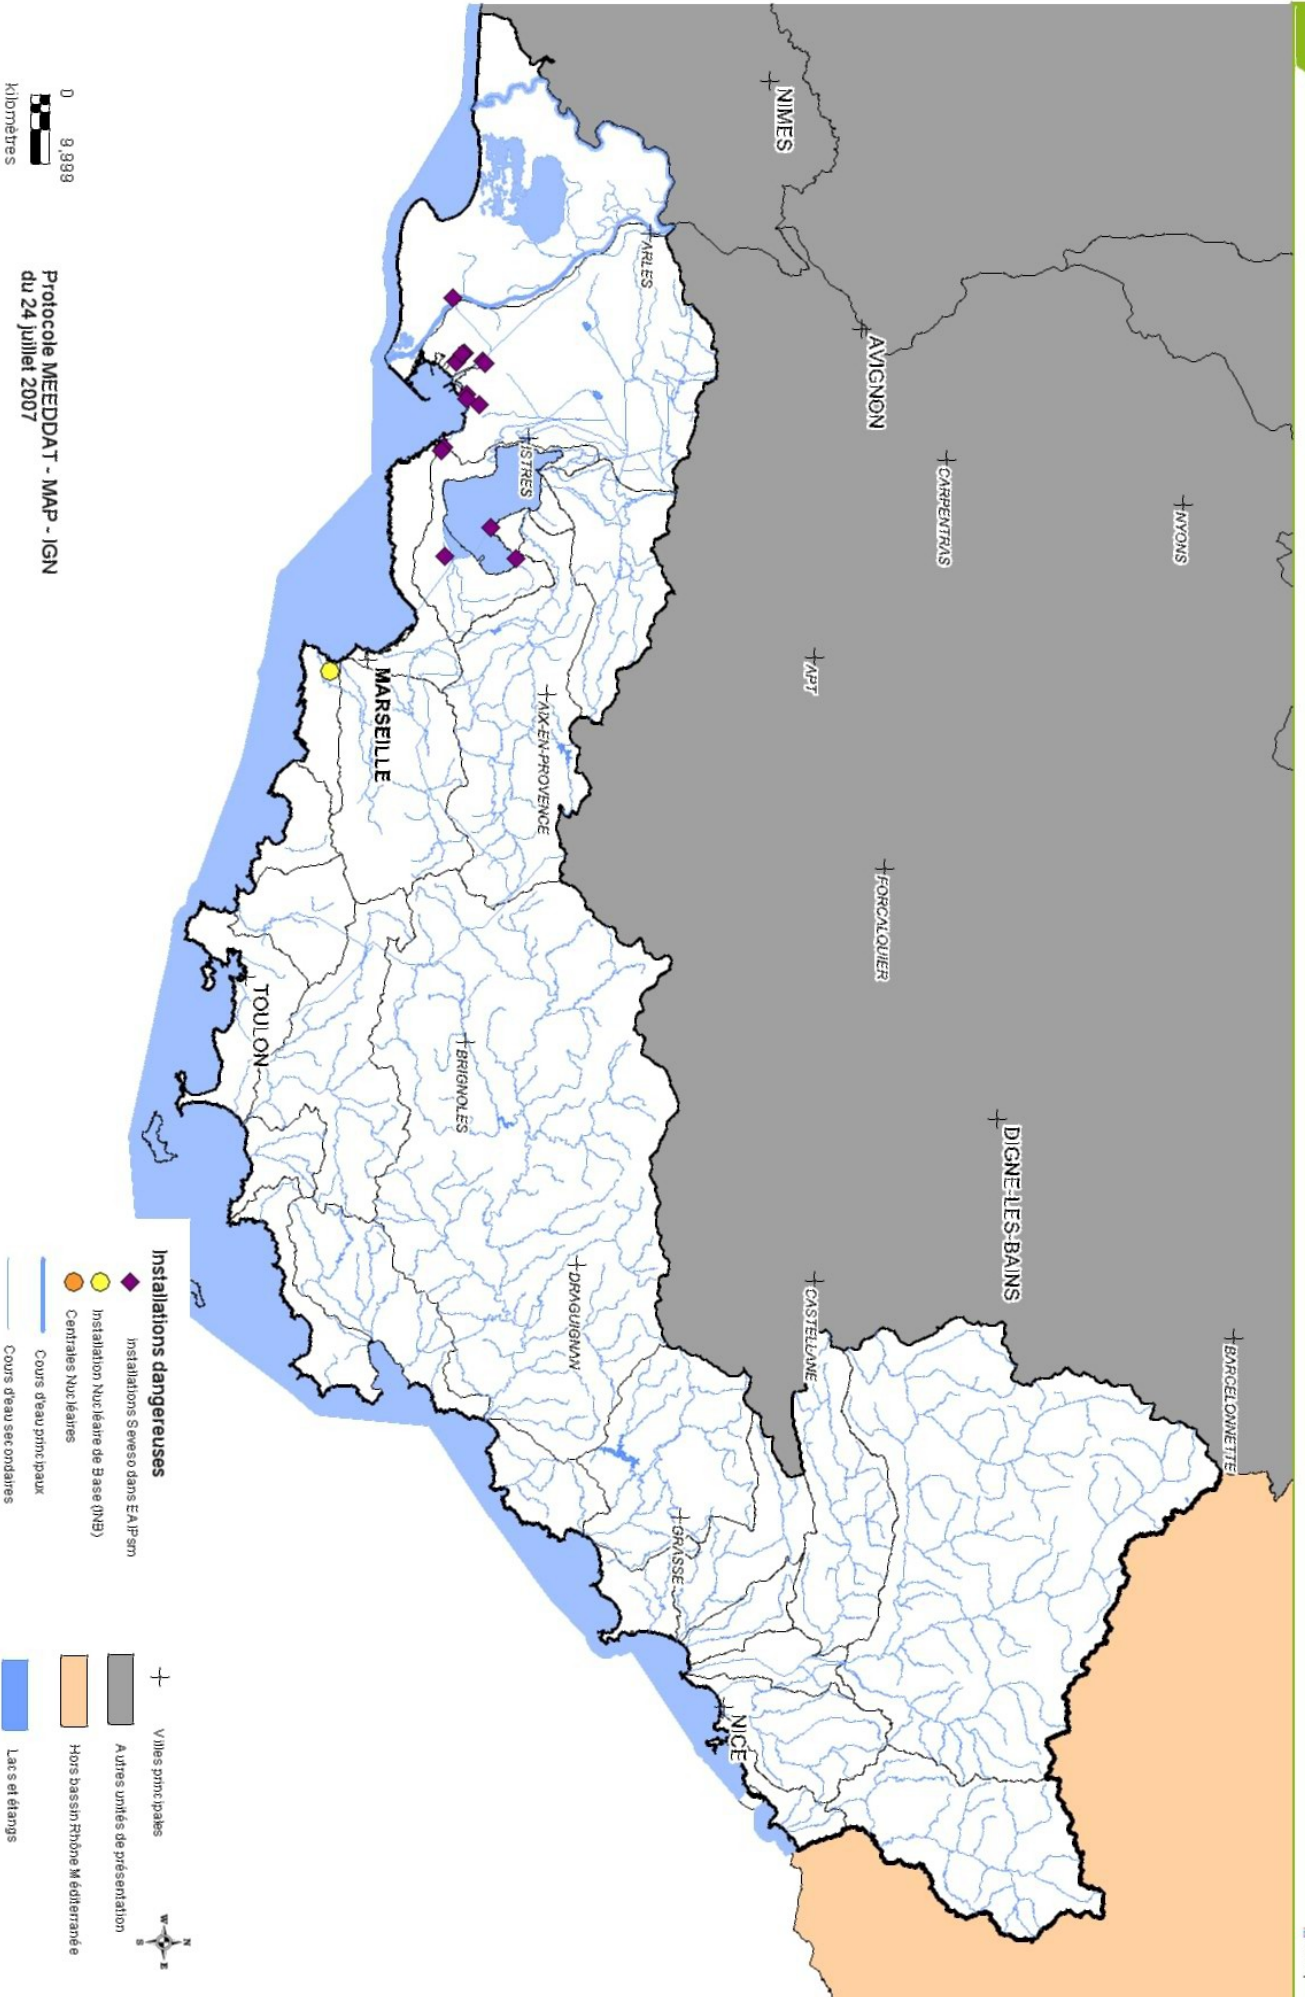 BARCELONNETTE
NYONS
DIGNE-LES-BAINS
CARPENTRAS
FORCALQUIER
AVIGNON
APT
CASTELLANE
NIMES
NICE
GRASSE
ARLES
DRAGUIGNAN
AIX-EN-PROVENCE
ISTRES
BRIGNOLES
MARSEILLE
TOULON
0 9,999
kilomètres
Protocole MEEDDAT - MAP - IGN
du 24 juillet 2007
Installations dangereuses
Installations Seveso dans EAIPsm
Installation Nucléaire de Base (INB)
Centrales Nucléaires
Cours d'eau principaux
Cours d'eau secondaires
Villes principales
Autres unités de présentation
Hors bassin Rhône Méditerranée
Lacs et étangs
N
W
E
S